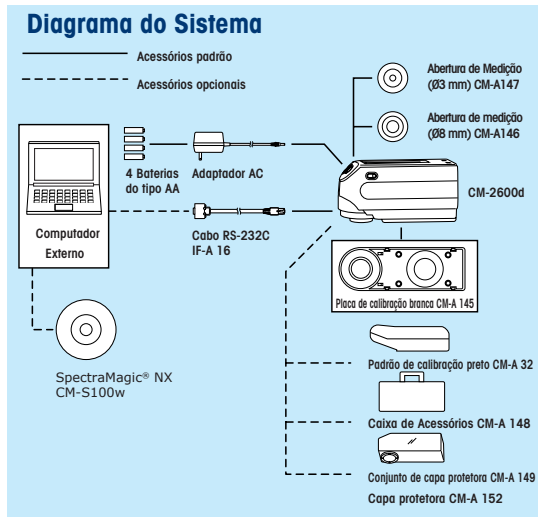 Diagrama do Sistema
Acessórios padrão
Acessórios opcionais
Abertura de Medição
(Ø3 mm) CM-A147
Abertura de medição
(Ø8 mm) CM-A146
4 Baterias
do tipo AA
Adaptador AC
CM-2600d
Computador
Externo
Cabo RS-232C
IF-A 16
Placa de calibração branca CM-A 145
SpectraMagic® NX
CM-S100w
Padrão de calibração preto CM-A 32
Caixa de Acessórios CM-A 148
Conjunto de capa protetora CM-A 149
Capa protetora CM-A 152